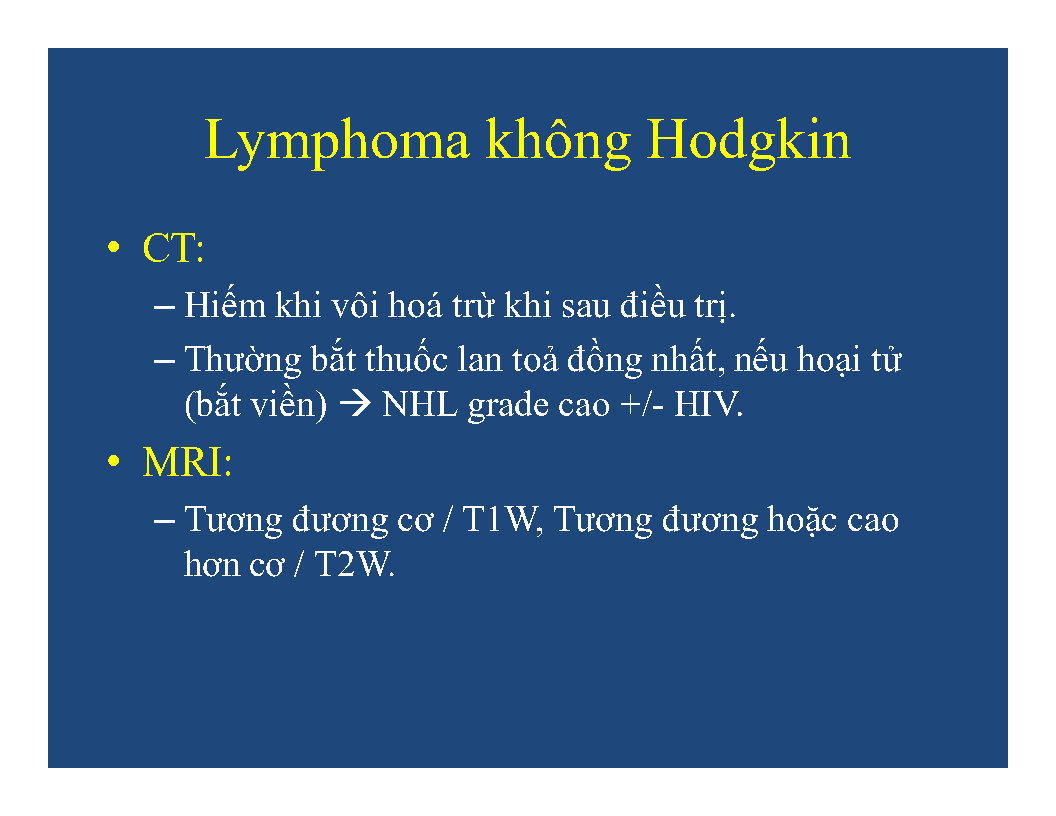 Lymphoma không Hodgkin
• CT:
– Hiếm khi vôi hoá trừ khi sau điều trị.
– Thường bắt thuốc lan toả đồng nhất, nếu hoại tử
(bắt viền) → NHL grade cao +/- HIV.
• MRI:
– Tương đương cơ / T1W, Tương đương hoặc cao
hơn cơ / T2W.